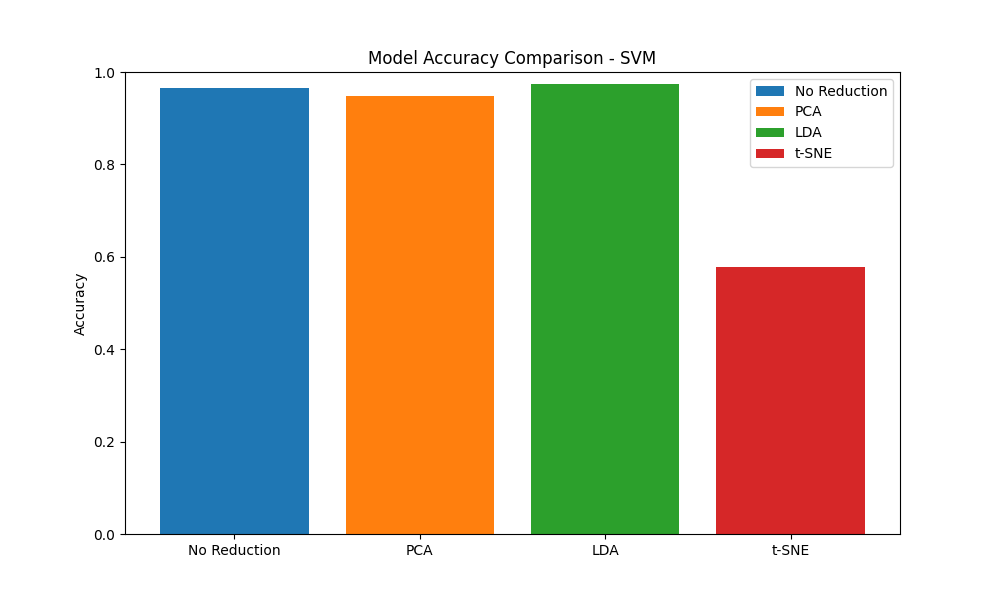 Model Accuracy Comparison - SVM
1.0
0.8
0.6
0.4
0.2
0.0
Accuracy
No Reduction
PCA
LDA
t-SNE
No Reduction
PCA
LDA
t-SNE